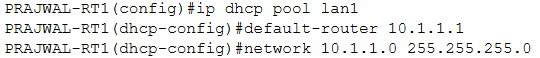 PRAJWAL-RT1(config)#ip dhcp pool lan1
PRAJWAL-RT1(dhcp-config)#default-router 10.1.1.1
PRAJWAL-RT1(dhcp-config)#network 10.1.1.0 255.255.255.0